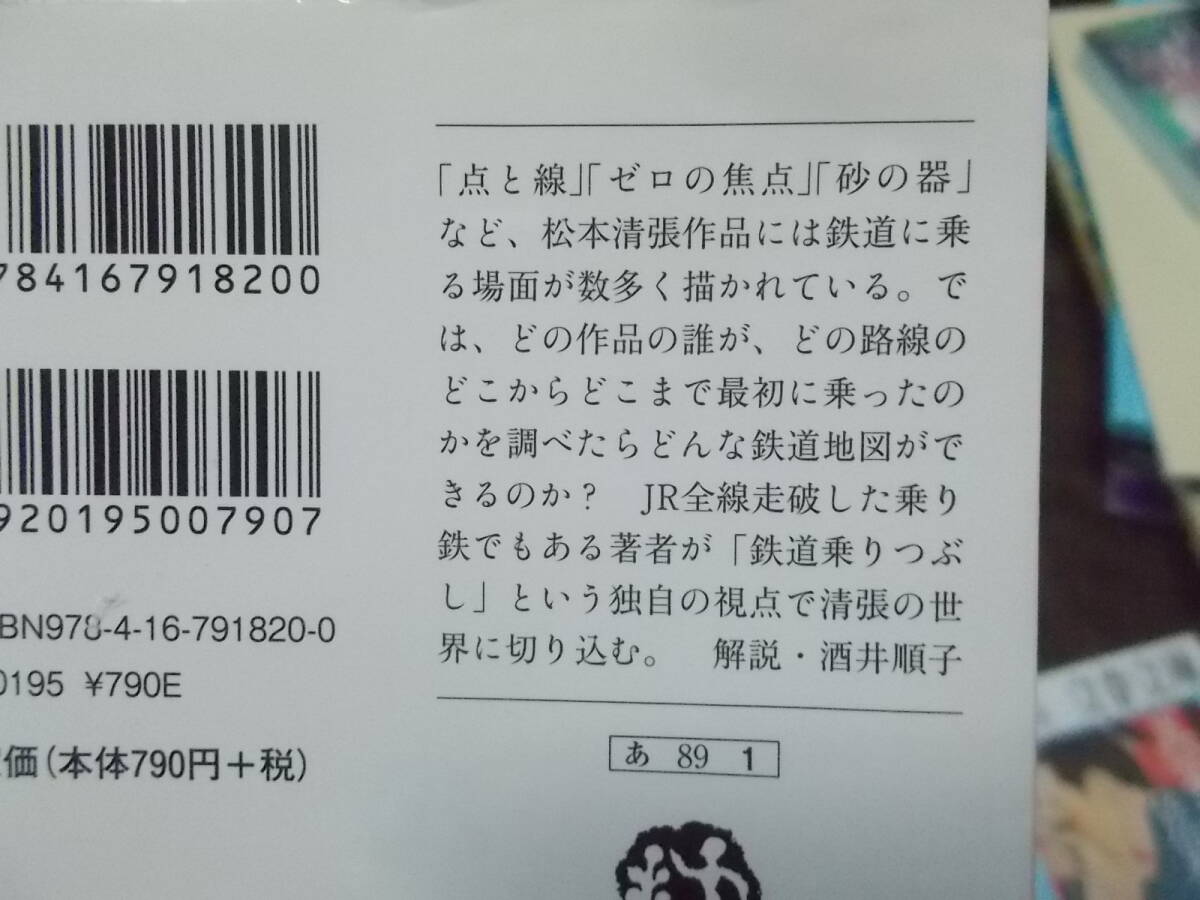 「点と線」「ゼロの焦点」「砂の器」
など、松本清張作品には鉄道に乗
る場面が数多く描かれている。で
は、どの作品の誰が、どの路線の
どこからどこまで最初に乗ったの
かを調べたらどんな鉄道地図がで
きるのか? JR全線走破した乗り
鉄でもある著者が「鉄道乗りつぶ
し」という独自の視点で清張の世
界に切り込む。 解説・酒井順子
あ 89 1
784167918200
920195007907
BN978-4-16-791820-0
0195 ¥790E
価(本体790円+税)